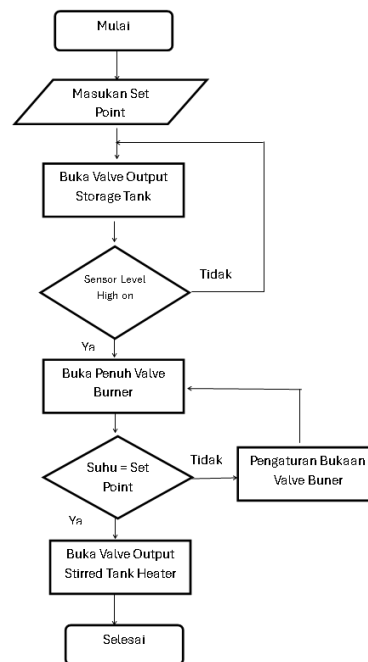 Mulai
Masukan Set
Point
Buka Valve Output
Storage Tank
Sensor Level
High on
Tidak
Ya
Buka Penuh Valve
Burner
Suhu = Set
Point
Tidak
Pengaturan Bukaan
Valve Buner
Ya
Buka Valve Output
Stirred Tank Heater
Selesai